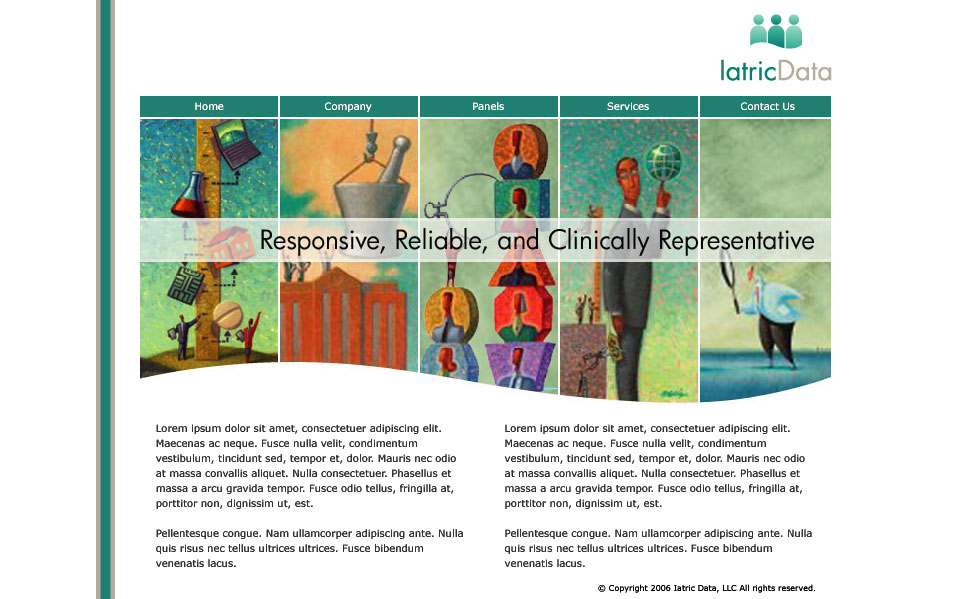 IatricData
Home Company Panels Services Contact Us
Responsive, Reliable, and Clinically Representative
Lorem ipsum dolor sit amet, consectetuer adipiscing elit.
Maecenas ac neque. Fusce nulla velit, condimentum
vestibulum, tincidunt sed, tempor et, dolor. Mauris nec odio
at massa convallis aliquet. Nulla consectetuer. Phasellus et
massa a arcu gravida tempor. Fusce odio tellus, fringilla at,
porttitor non, dignissim ut, est.
Pellentesque congue. Nam ullamcorper adipiscing ante. Nulla
quis risus nec tellus ultrices ultrices. Fusce bibendum
venenatis lacus.
Lorem ipsum dolor sit amet, consectetuer adipiscing elit.
Maecenas ac neque. Fusce nulla velit, condimentum
vestibulum, tincidunt sed, tempor et, dolor. Mauris nec odio
at massa convallis aliquet. Nulla consectetuer. Phasellus et
massa a arcu gravida tempor. Fusce odio tellus, fringilla at,
porttitor non, dignissim ut, est.
Pellentesque congue. Nam ullamcorper adipiscing ante. Nulla
quis risus nec tellus ultrices ultrices. Fusce bibendum
venenatis lacus.
© Copyright 2006 Iatric Data, LLC All rights reserved.